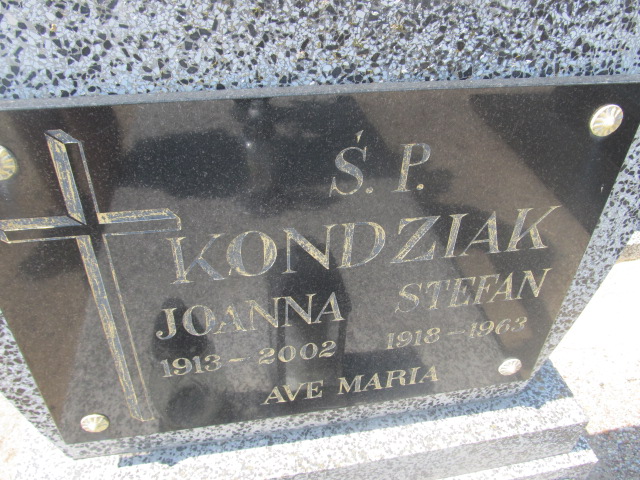 Ś. P.
KONDZIAK
JOANNA STEFAN
1913 - 2002 1918 - 1963
AVE MARIA